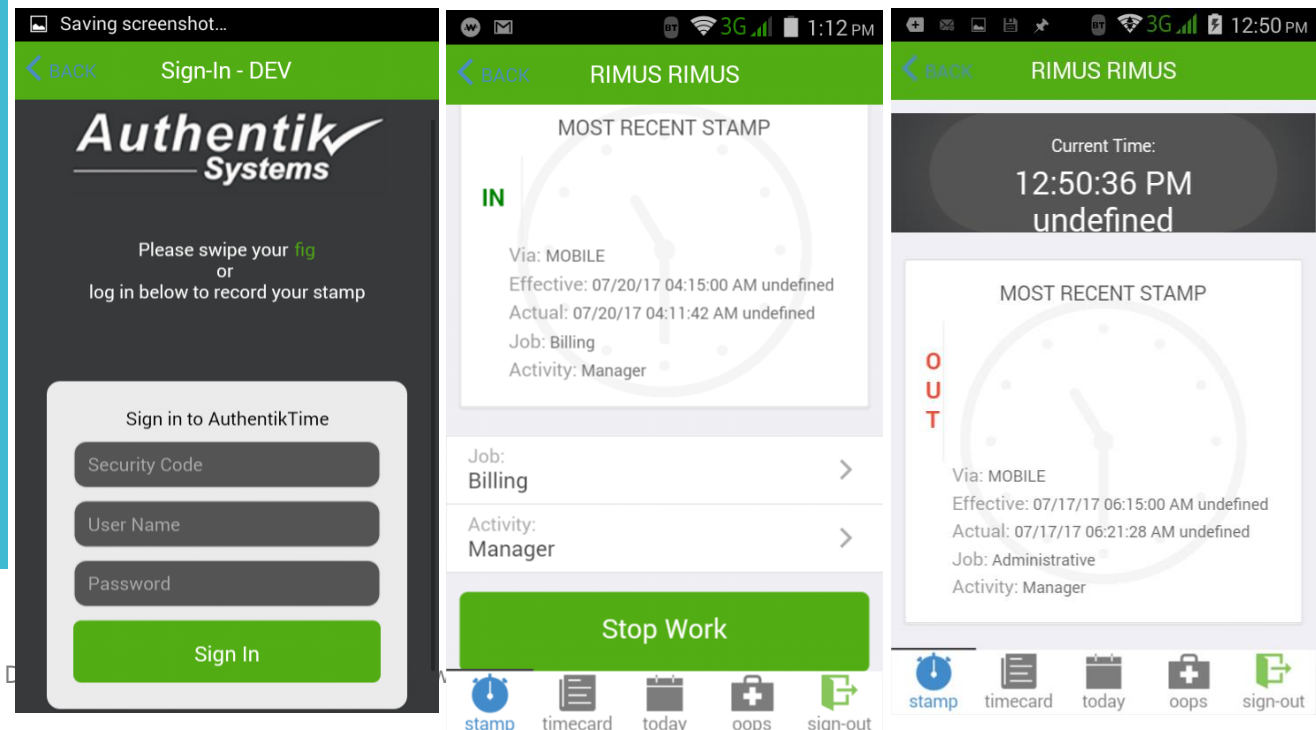 Saving screenshot...
BACK
Sign-In - DEV
Authentik
Systems
Please swipe your fig
or
log in below to record your stamp
Sign in to AuthentikTime
Security Code
User Name
Password
Sign In
D
BT
3G
1:12 PM
BACK
RIMUS RIMUS
MOST RECENT STAMP
IN
Via: MOBILE
Effective: 07/20/17 04:15:00 AM undefined
Actual: 07/20/17 04:11:42 AM undefined
Job: Billing
Activity: Manager
Job:
Billing
Activity:
Manager
Stop Work
stamp timecard today oops sign-out
BT
3G
12:50 PM
BACK
RIMUS RIMUS
Current Time:
12:50:36 PM
undefined
MOST RECENT STAMP
O
U
T
Via: MOBILE
Effective: 07/17/17 06:15:00 AM undefined
Actual: 07/17/17 06:21:28 AM undefined
Job: Administrative
Activity: Manager
stamp timecard today oops sign-out